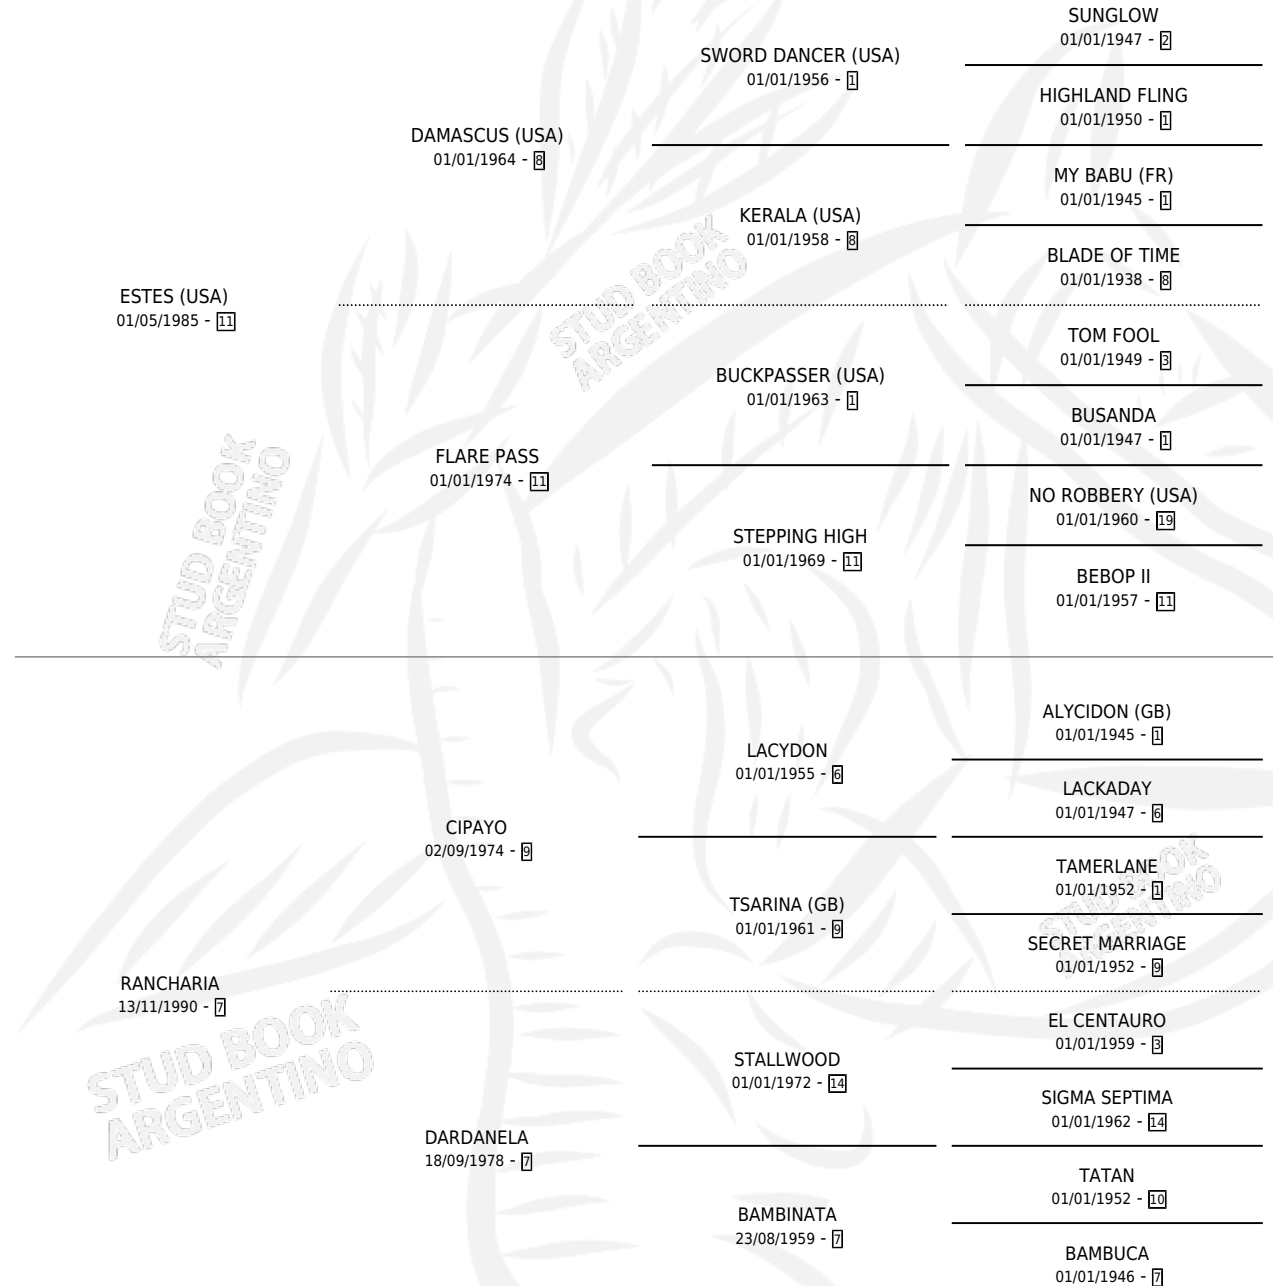 SUNGLOW
01/01/1947 - 2
SWORD DANCER (USA)
01/01/1956 - 1
HIGHLAND FLING
01/01/1950 - 1
DAMASCUS (USA)
01/01/1964 - 8
MY BABU (FR)
01/01/1945 - 1
KERALA (USA)
01/01/1958 - 8
BLADE OF TIME
01/01/1938 - 8
ESTES (USA)
01/05/1985 - 11
STUD BOOK
ARGENTINO
TOM FOOL
01/01/1949 - 3
BUCKPASSER (USA)
01/01/1963 - 1
BUSANDA
01/01/1947 - 1
FLARE PASS
01/01/1974 - 11
NO ROBBERY (USA)
01/01/1960 - 19
STEPPING HIGH
01/01/1969 - 11
BEBOP II
01/01/1957 - 11
STUD BOOK
ARGENTINO
ALYCIDON (GB)
01/01/1945 - 1
LACYDON
01/01/1955 - 6
LACKADAY
01/01/1947 - 6
CIPAYO
02/09/1974 - 9
TAMERLANE
01/01/1952 - 1
TSARINA (GB)
01/01/1961 - 9
SECRET MARRIAGE
01/01/1952 - 9
STUD BOOK
ARGENTINO
RANCHARIA
13/11/1990 - 7
EL CENTAURO
01/01/1959 - 3
STALLWOOD
01/01/1972 - 14
SIGMA SEPTIMA
01/01/1962 - 14
STUD BOOK
ARGENTINO
DARDANELA
18/09/1978 - 7
TATAN
01/01/1952 - 10
BAMBINATA
23/08/1959 - 7
BAMBUCA
01/01/1946 - 7